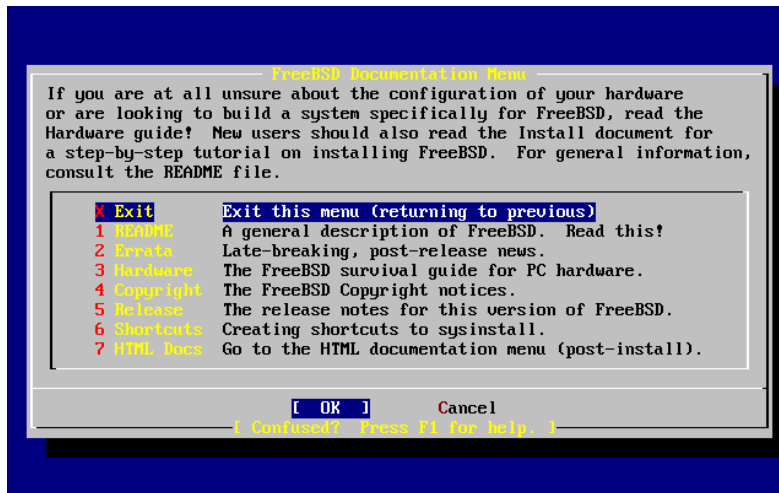 FreeBSD Documentation Menu
If you are at all unsure about the configuration of your hardware
or are looking to build a system specifically for FreeBSD, read the
Hardware guide!  New users should also read the Install document for
a step-by-step tutorial on installing FreeBSD.  For general information,
consult the README file.
X Exit Exit this menu (returning to previous)
1 README A general description of FreeBSD.  Read this!
2 Errata Late-breaking, post-release news.
3 Hardware The FreeBSD survival guide for PC hardware.
4 Copyright The FreeBSD Copyright notices.
5 Release The release notes for this version of FreeBSD.
6 Shortcuts Creating shortcuts to sysinstall.
7 HTML Docs Go to the HTML documentation menu (post-install).
[ OK ] Cancel
[ Confused?  Press F1 for help. ]